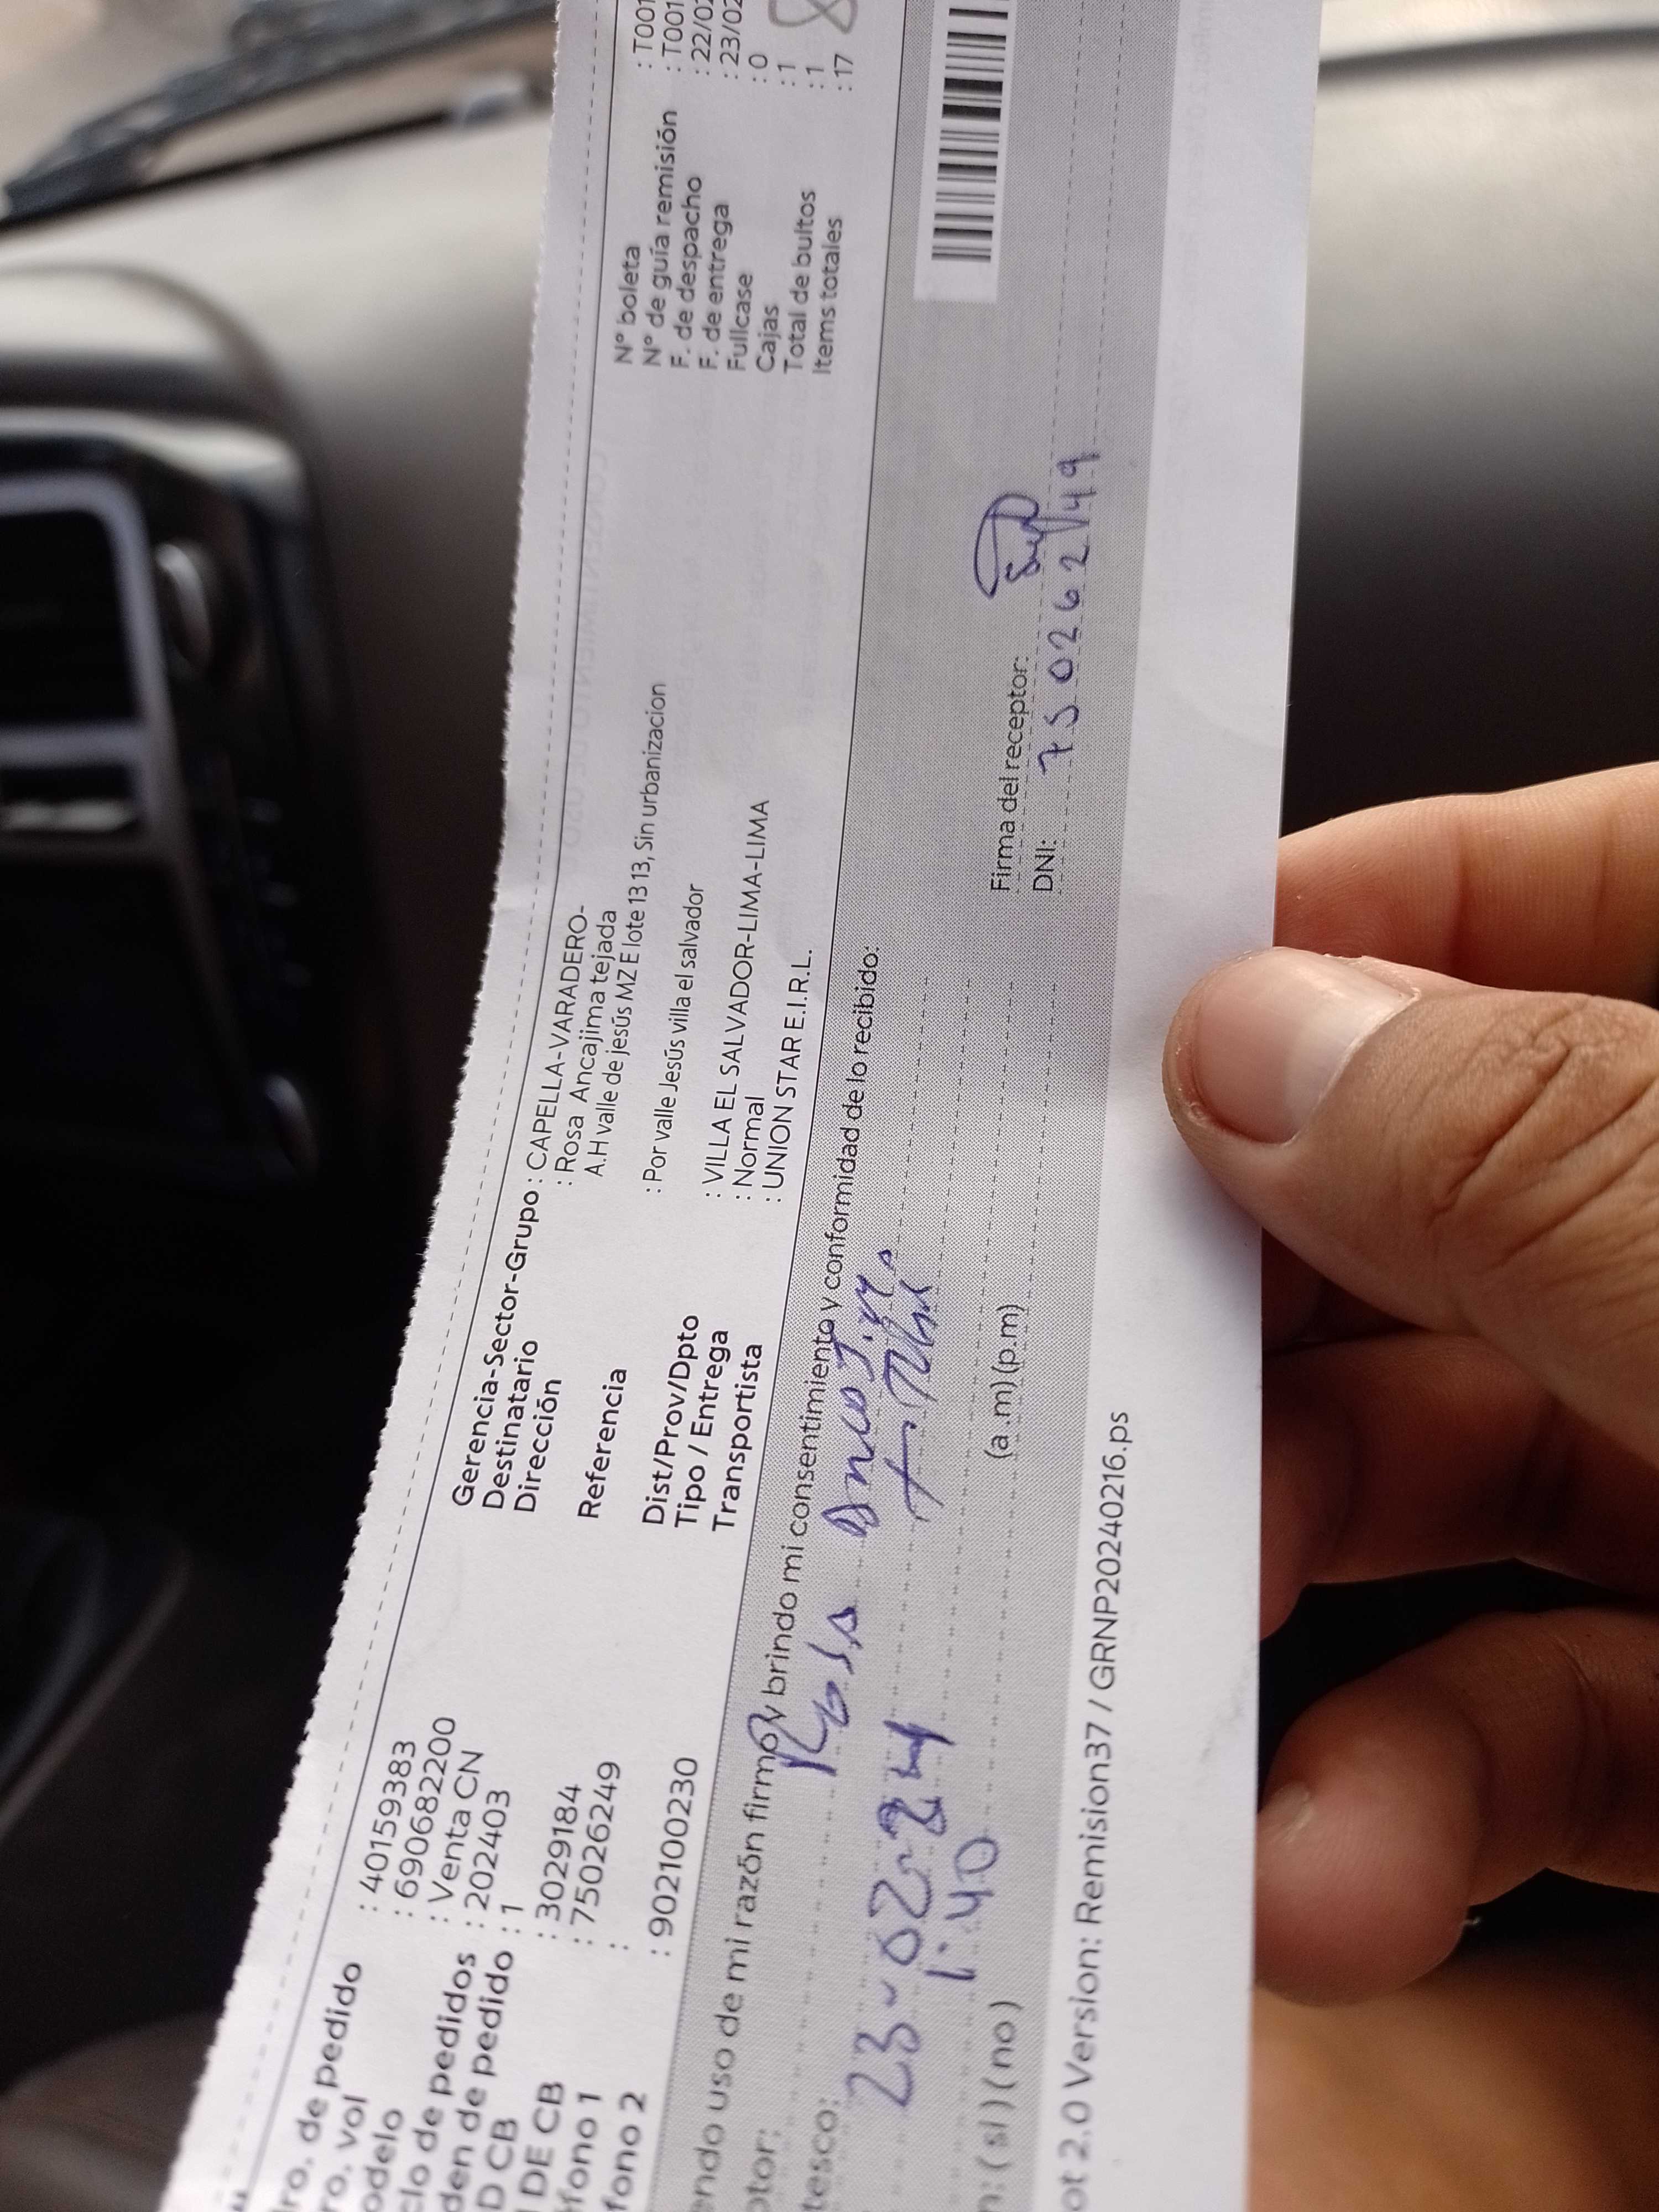 ro. de pedido : 40159383
ro. vol : 6906682200
odelo : Venta CN
clo de pedidos : 202403
den de pedido : 1
D CB : 3029184
DE CB : 75026249
fono 1 :
fono 2 : 902100230
Gerencia-Sector-Grupo : CAPELLA-VARADERO-
Destinatario : Rosa Ancajima tejada
Dirección A.H valle de jesús MZ E lote 13 13, Sin urbanizacion
Referencia : Por valle Jesús villa el salvador
Dist/Prov/Dpto : VILLA EL SALVADOR-LIMA-LIMA
Tipo / Entrega : Normal
Transportista : UNION STAR E.I.R.L.
N° boleta : T001
N° de guía remisión : T001
F. de despacho : 22/02
F. de entrega : 23/02
Fullcase : 0
Cajas : 1
Total de bultos : 1
Items totales : 17
endo uso de mi razón firmo y brindo mi consentimiento y conformidad de lo recibido:
ptor: Rosa Ancajima
tesco: 23-02-24
1:40
n: ( si ) ( no ) (a .m) (p.m)
Firma del receptor:
DNI: 75026249
ot 2.0 Version: Remision37 / GRNP20240216.ps